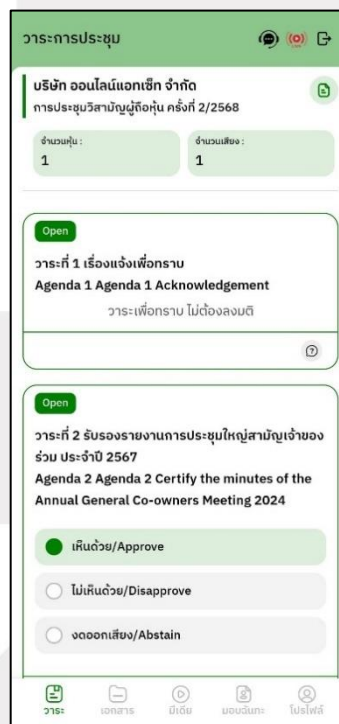 วาระการประชุม
บริษัท ออนไลน์แอทเซ็ท จำกัด
การประชุมวิสามัญผู้ถือหุ้น ครั้งที่ 2/2568
จำนวนหุ้น :
1
จำนวนเสียง :
1
Open
วาระที่ 1 เรื่องแจ้งเพื่อทราบ
Agenda 1 Agenda 1 Acknowledgement
วาระเพื่อทราบ ไม่ต้องลงมติ
Open
วาระที่ 2 รับรองรายงานการประชุมใหญ่สามัญเจ้าของ
ร่วม ประจำปี 2567
Agenda 2 Agenda 2 Certify the minutes of the
Annual General Co-owners Meeting 2024
เห็นด้วย/Approve
ไม่เห็นด้วย/Disapprove
งดออกเสียง/Abstain
วาระ
เอกสาร
มีเดีย
มอบฉันทะ
โปรไฟล์